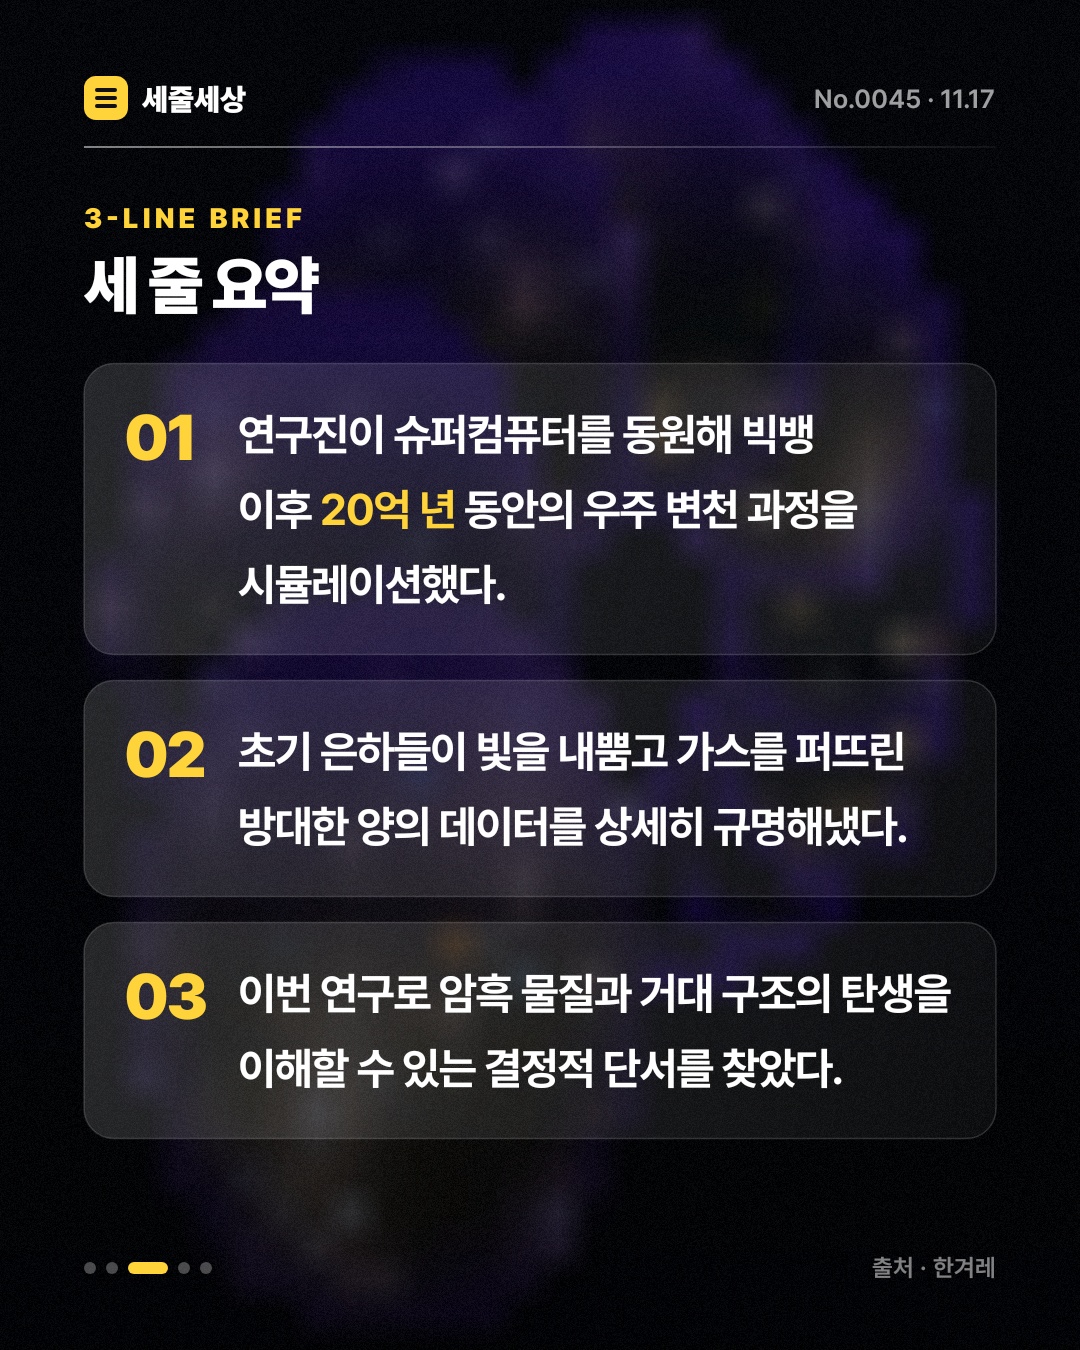 세줄세상
No.0045 · 11.17
3-LINE BRIEF
세 줄 요약
01
연구진이 슈퍼컴퓨터를 동원해 빅뱅
이후 20억 년 동안의 우주 변천 과정을
시뮬레이션했다.
02
초기 은하들이 빛을 내뿜고 가스를 퍼뜨린
방대한 양의 데이터를 상세히 규명해냈다.
03
이번 연구로 암흑 물질과 거대 구조의 탄생을
이해할 수 있는 결정적 단서를 찾았다.
출처 · 한겨레